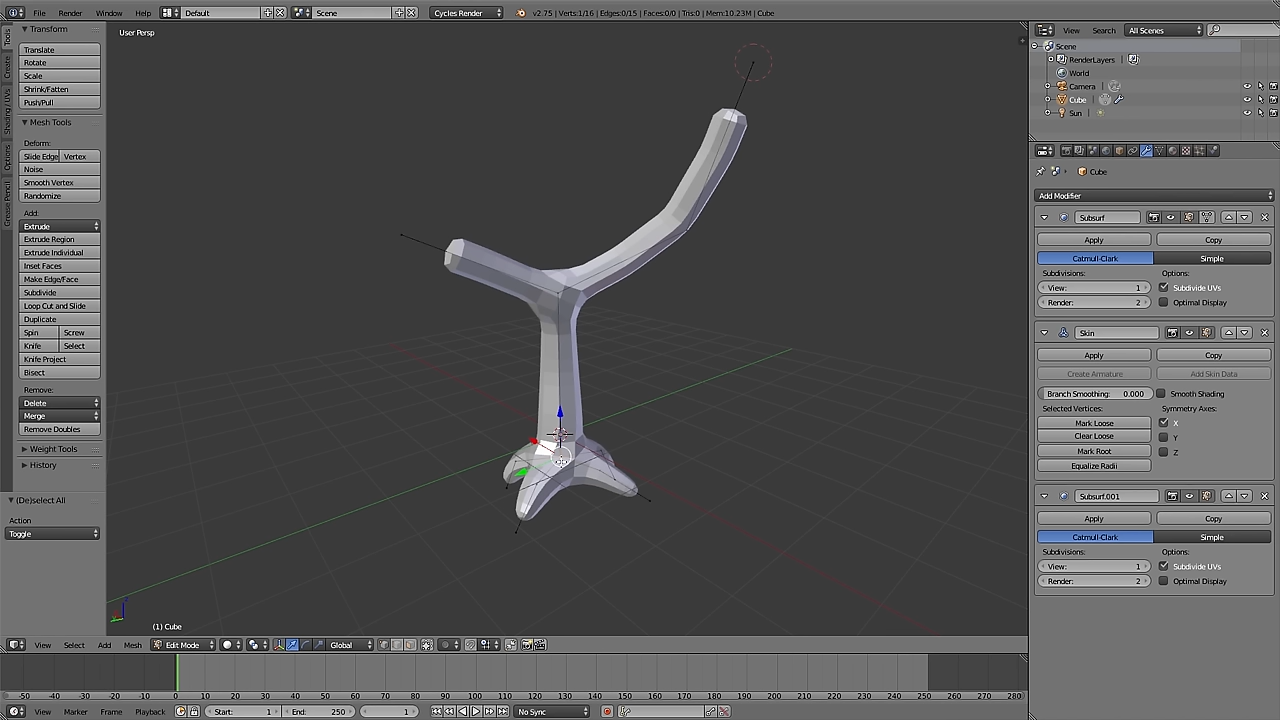 File Render Window Help Default Scene Cycles Render v2.75 | Verts:1/16 | Edges:0/15 | Faces:0/0 | Tris:0 | Mem:10.23M | Cube
User Persp
Tools
Create
Shading / UVs
Options
Grease Pencil
Transform
Translate
Rotate
Scale
Shrink/Fatten
Push/Pull
Mesh Tools
Deform:
Slide Edge Vertex
Noise
Smooth Vertex
Randomize
Add:
Extrude
Extrude Region
Extrude Individual
Inset Faces
Make Edge/Face
Subdivide
Loop Cut and Slide
Duplicate
Spin Screw
Knife Select
Knife Project
Bisect
Remove:
Delete
Merge
Remove Doubles
Weight Tools
History
(De)select All
Action
Toggle
(1) Cube
View Select Add Mesh Edit Mode Global
-50 -40 -30 -20 -10 0 10 20 30 40 50 60 70 80 90 100 110 120 130 140 150 160 170 180 190 200 210 220 230 240 250 260 270 280
View Marker Frame Playback Start: 1 End: 250 1 No Sync
View Search All Scenes
Scene
RenderLayers
World
Camera
Cube
Sun
Cube
Add Modifier
Subsurf
Apply Copy
Catmull-Clark Simple
Subdivisions: Options:
View: 1 Subdivide UVs
Render: 2 Optimal Display
Skin
Apply Copy
Create Armature Add Skin Data
Branch Smoothing: 0.000 Smooth Shading
Selected Vertices: Symmetry Axes:
Mark Loose X
Clear Loose Y
Mark Root Z
Equalize Radii
Subsurf.001
Apply Copy
Catmull-Clark Simple
Subdivisions: Options:
View: 1 Subdivide UVs
Render: 2 Optimal Display